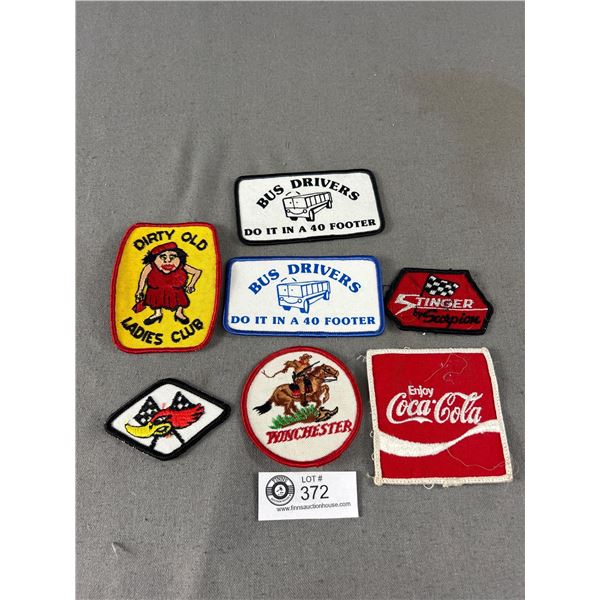 BUS DRIVERS
DO IT IN A 40 FOOTER
DIRTY OLD
LADIES CLUB
BUS DRIVERS
DO IT IN A 40 FOOTER
STINGER
by Scorpion
WINCHESTER
Enjoy
Coca-Cola
LOT #
372
www.finnsauctionhouse.com